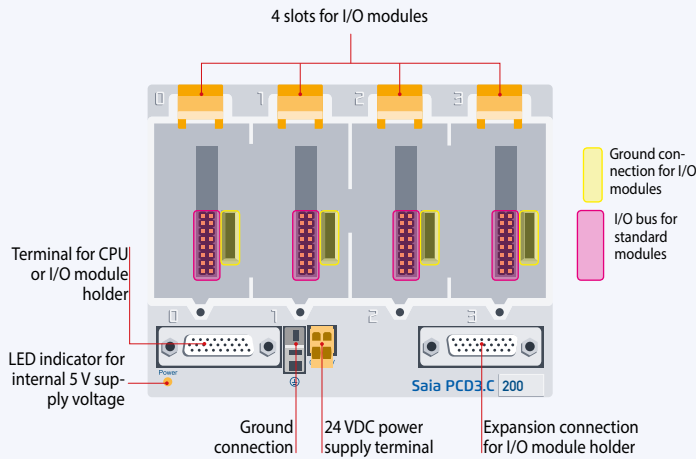 4 slots for I/O modules
0 1 2 3
Ground con-
nection for I/O
modules
I/O bus for
standard
modules
Terminal for CPU
or I/O module
holder
0 1 2 3
LED indicator for
internal 5 V sup-
ply voltage
Power
Saia PCD3.C 200
Ground
connection
24 VDC power
supply terminal
Expansion connection
for I/O module holder